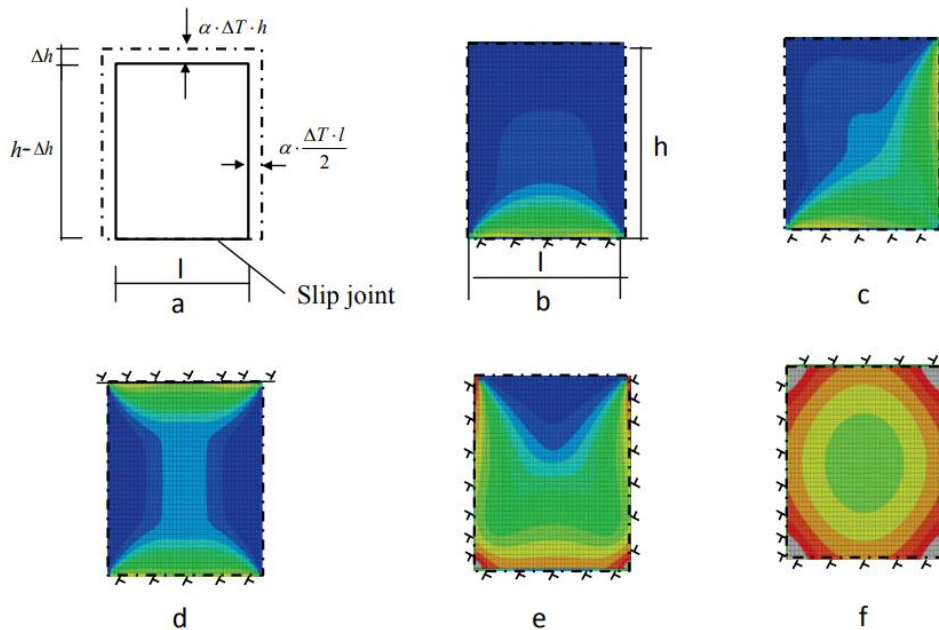 α · ΔT · h
Δh
h - Δh
α · ΔT · l / 2
l
Slip joint
a
h
l
b
c
d
e
f